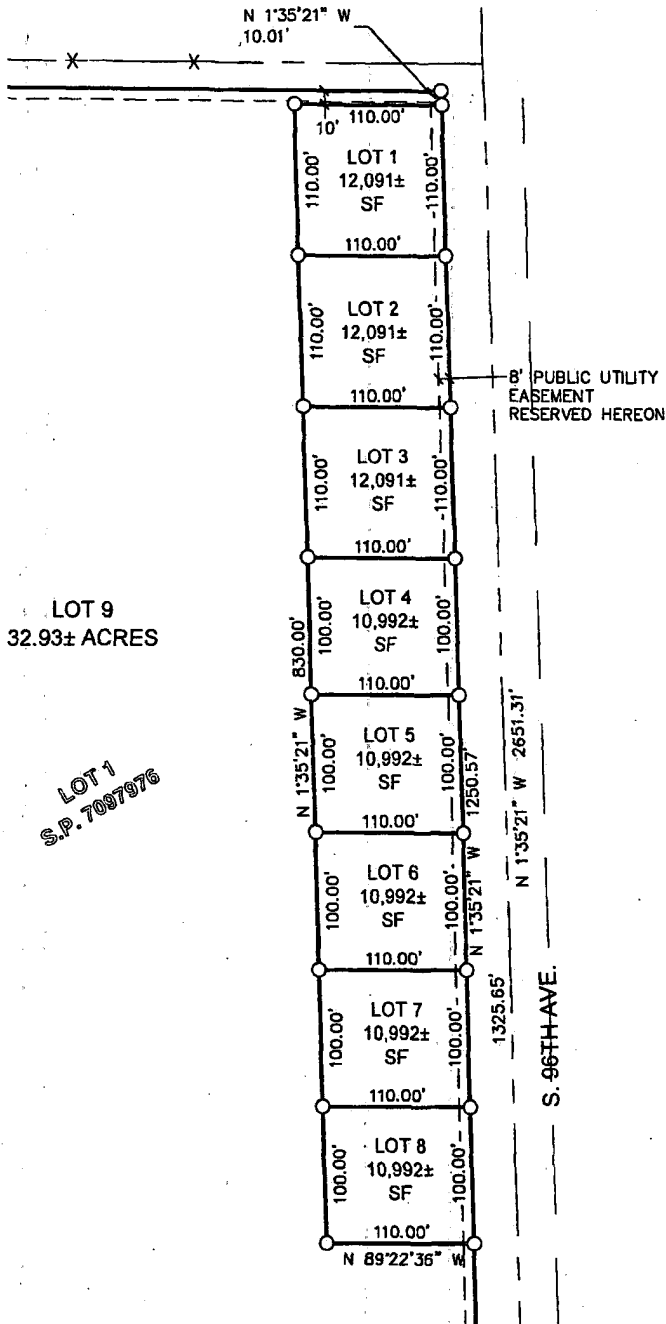 N 1°35'21" W
10.01'
110.00'
10'
LOT 1
12,091±
SF
110.00'
110.00'
110.00'
LOT 2
12,091±
SF
110.00'
110.00'
8' PUBLIC UTILITY
EASEMENT
RESERVED HEREON
110.00'
LOT 3
12,091±
SF
110.00'
110.00'
110.00'
LOT 4
10,992±
SF
100.00'
100.00'
110.00'
LOT 9
32.93± ACRES
830.00'
N 1°35'21" W
LOT 1
S.P. 7097976
LOT 5
10,992±
SF
100.00'
100.00'
110.00'
1250.57'
N 1°35'21" W
N 1°35'21" W 2651.31'
LOT 6
10,992±
SF
100.00'
100.00'
110.00'
1325.65'
S. 96TH AVE.
LOT 7
10,992±
SF
100.00'
100.00'
LOT 8
10,992±
SF
100.00'
100.00'
110.00'
N 89°22'36" W